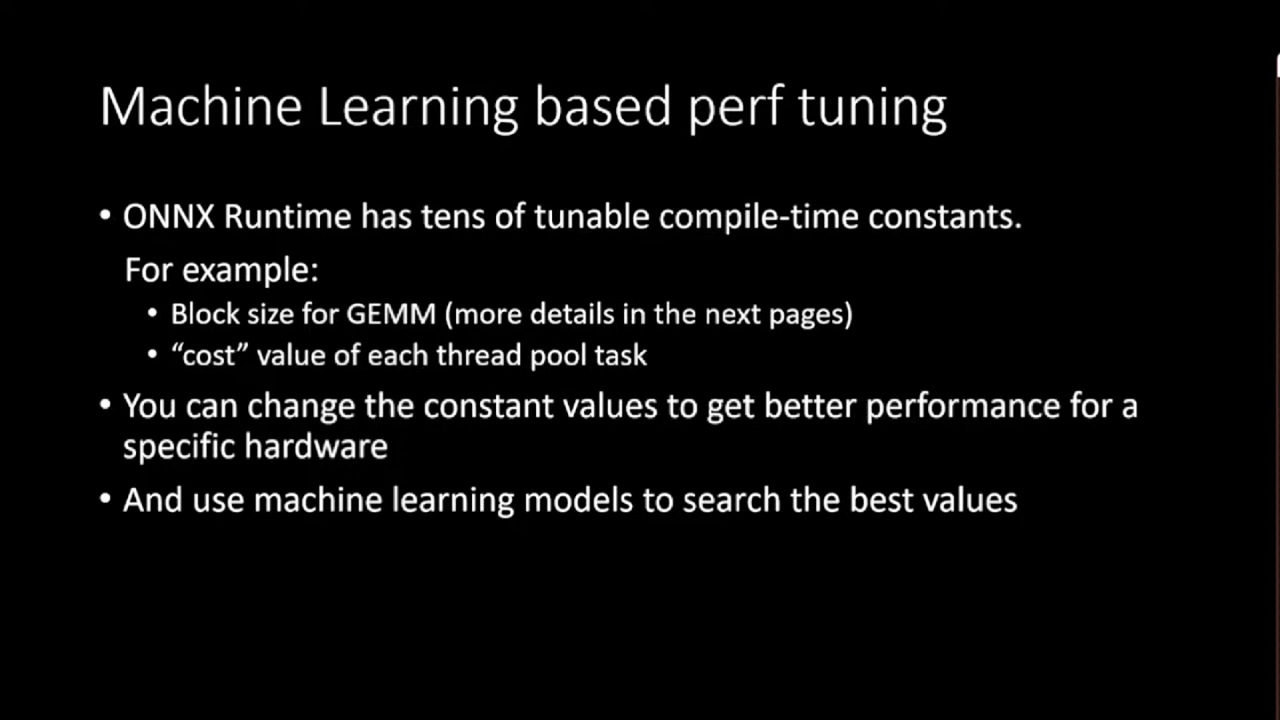 Machine Learning based perf tuning
• ONNX Runtime has tens of tunable compile-time constants.
For example:
• Block size for GEMM (more details in the next pages)
• “cost” value of each thread pool task
• You can change the constant values to get better performance for a
specific hardware
• And use machine learning models to search the best values